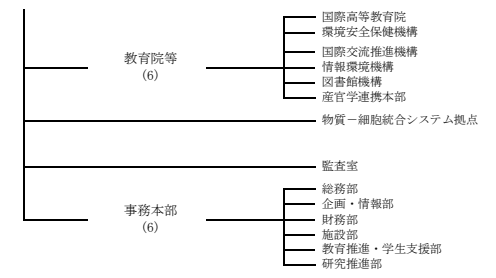 国際高等教育院
環境安全保健機構
国際交流推進機構
教育院等
(6)
情報環境機構
図書館機構
産官学連携本部
物質－細胞統合システム拠点
監査室
総務部
企画・情報部
事務本部
(6)
財務部
施設部
教育推進・学生支援部
研究推進部